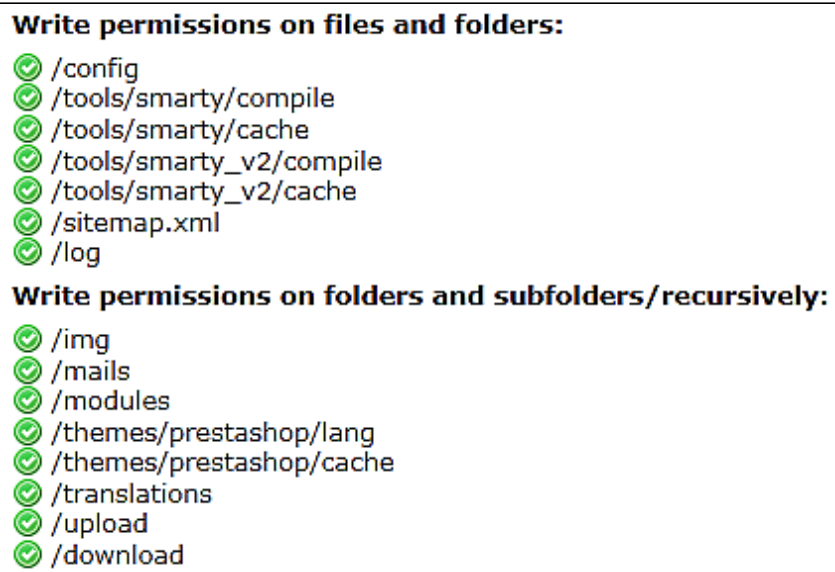 Write permissions on files and folders:
/config
/tools/smarty/compile
/tools/smarty/cache
/tools/smarty_v2/compile
/tools/smarty_v2/cache
/sitemap.xml
/log
Write permissions on folders and subfolders/recursively:
/img
/mails
/modules
/themes/prestashop/lang
/themes/prestashop/cache
/translations
/upload
/download